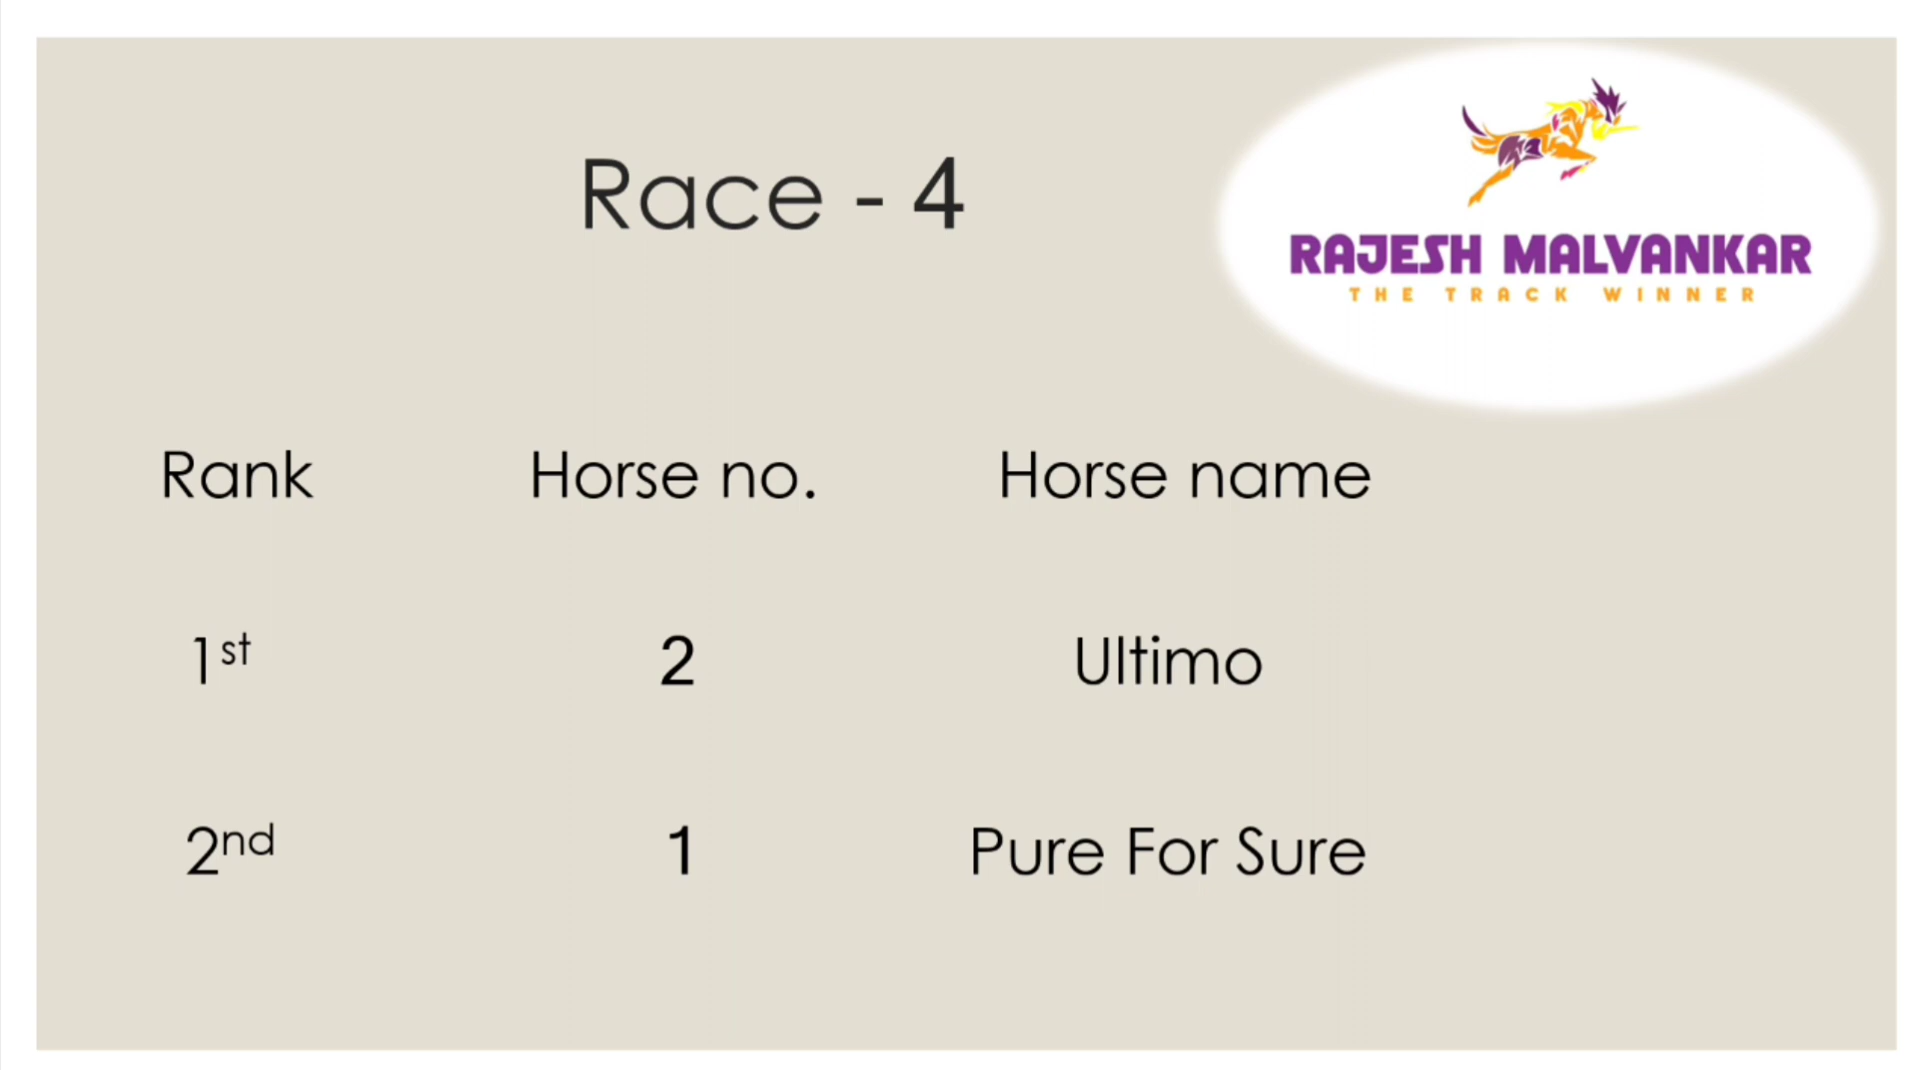 Race - 4
RAJESH MALVANKAR
THE TRACK WINNER
Rank Horse no. Horse name
1st 2 Ultimo
2nd 1 Pure For Sure